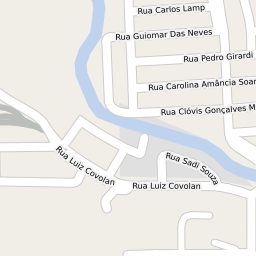 Rua Carlos Lamp
Rua Guiomar Das Neves
Rua Pedro Girardi
Rua Carolina Amância Soar
Rua Clóvis Gonçalves M
Rua Luiz Covolan
Rua Sadi Souza
Rua Luiz Covolan